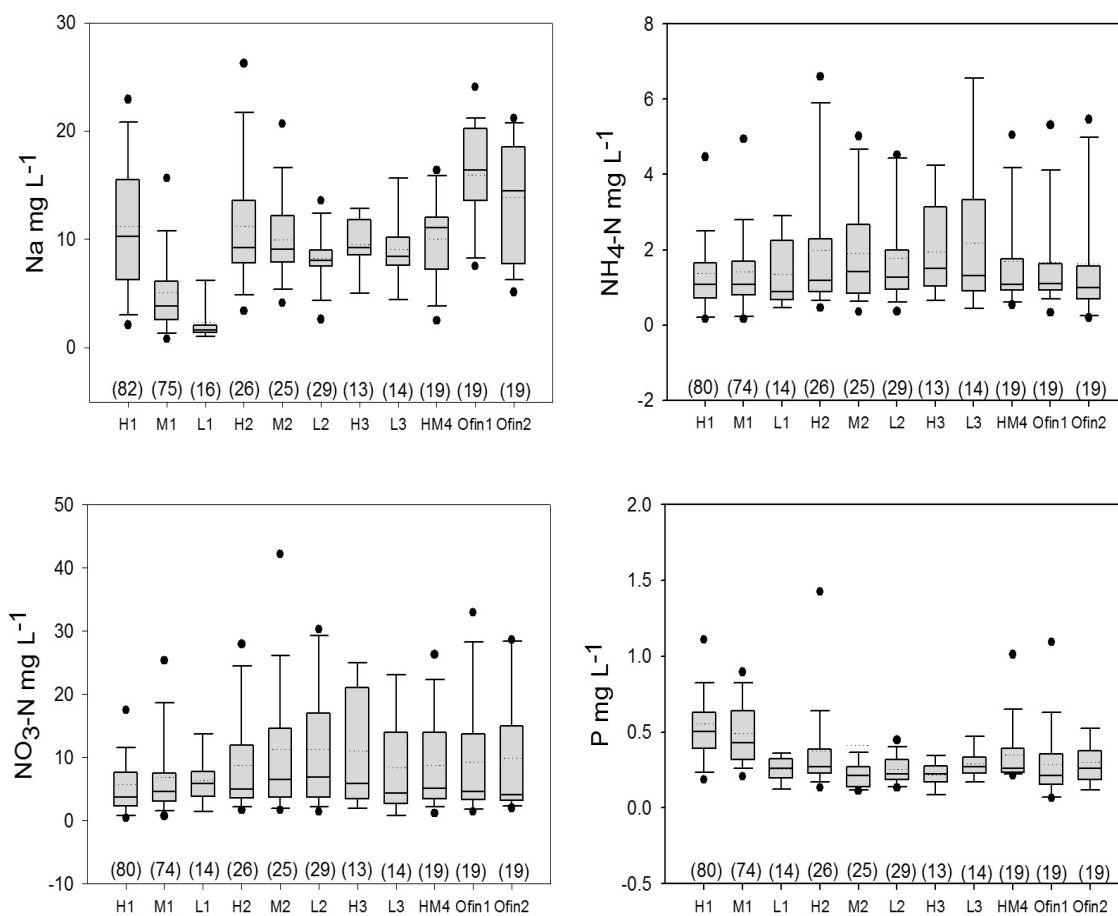 Na mg L-1
30
20
10
0
(82) (75) (16) (26) (25) (29) (13) (14) (19) (19) (19)
H1 M1 L1 H2 M2 L2 H3 L3 HM4 Ofin1 Ofin2
NH4-N mg L-1
8
6
4
2
0
-2
(80) (74) (14) (26) (25) (29) (13) (14) (19) (19) (19)
H1 M1 L1 H2 M2 L2 H3 L3 HM4 Ofin1 Ofin2
NO3-N mg L-1
50
40
30
20
10
0
-10
(80) (74) (14) (26) (25) (29) (13) (14) (19) (19) (19)
H1 M1 L1 H2 M2 L2 H3 L3 HM4 Ofin1 Ofin2
P mg L-1
2.0
1.5
1.0
0.5
0.0
-0.5
(80) (74) (14) (26) (25) (29) (13) (14) (19) (19) (19)
H1 M1 L1 H2 M2 L2 H3 L3 HM4 Ofin1 Ofin2